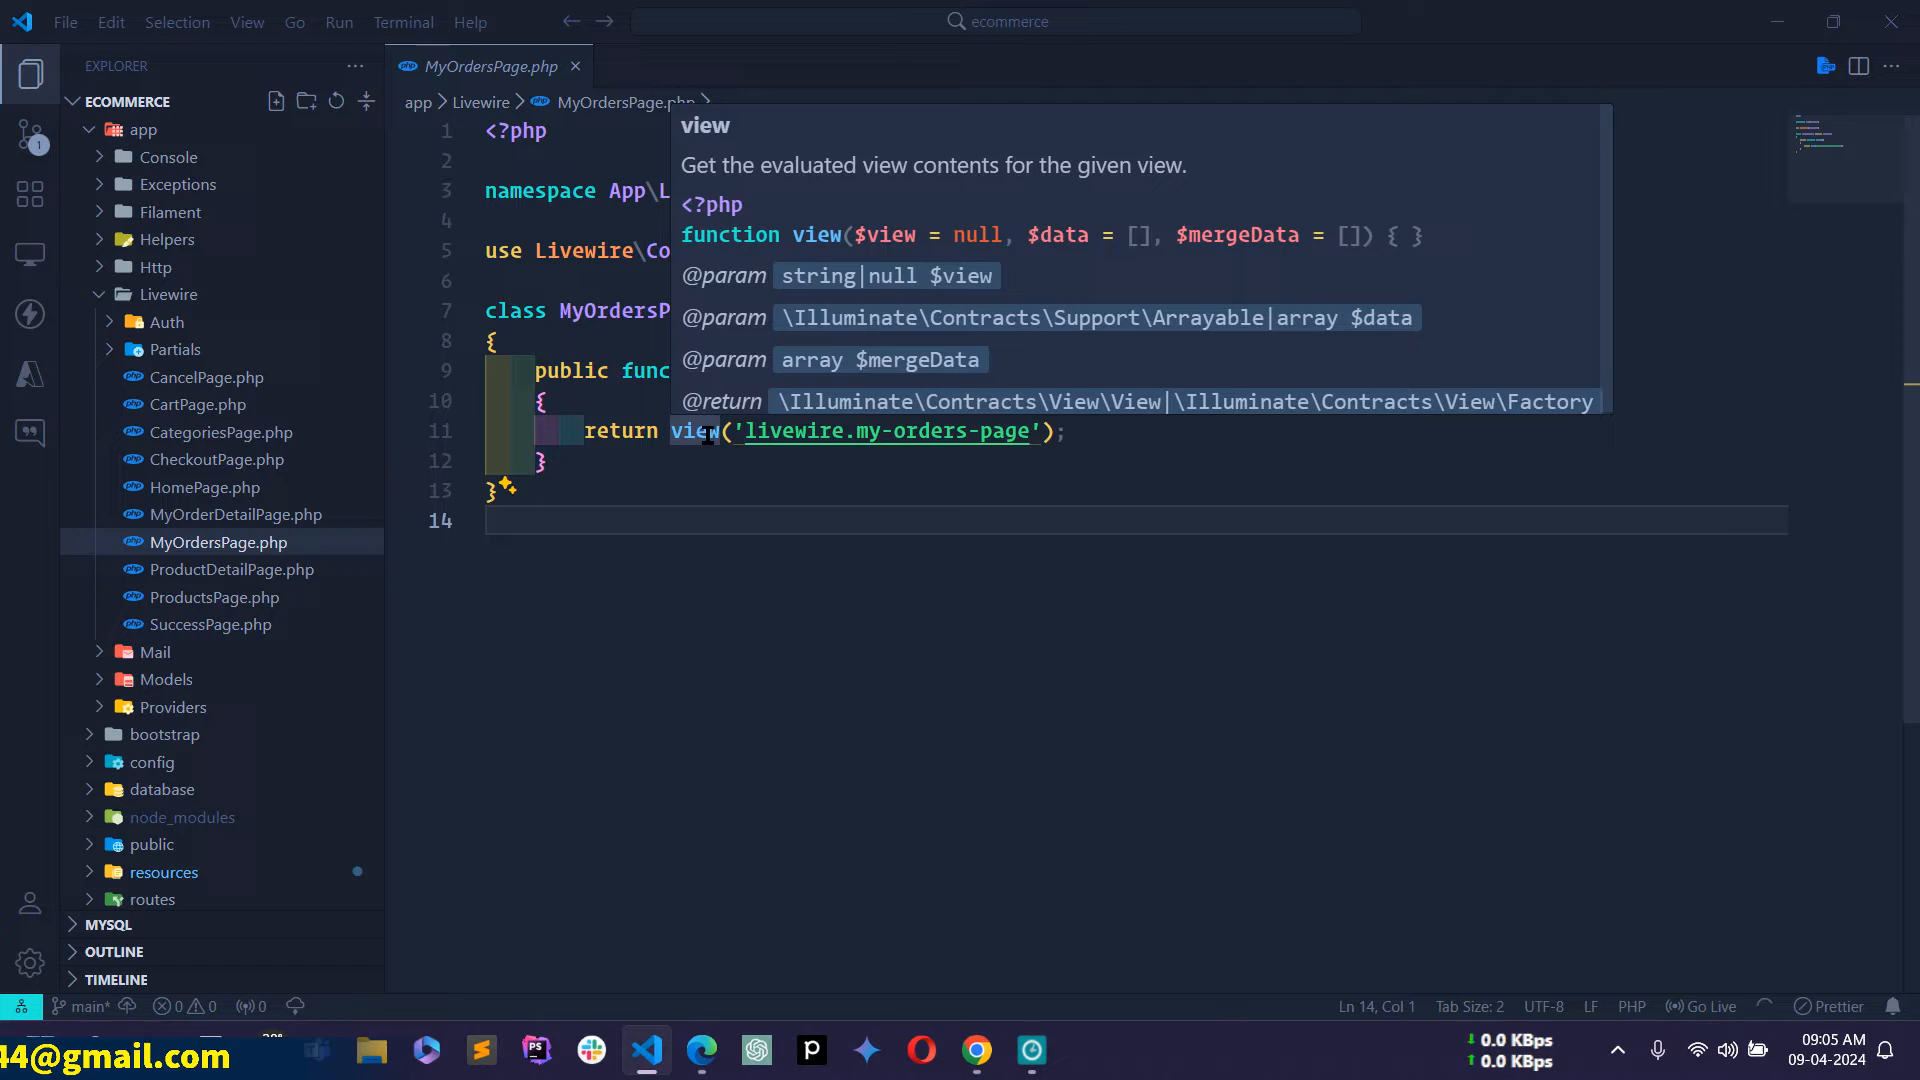 File Edit Selection View Go Run Terminal Help
ecommerce
EXPLORER
ECOMMERCE
app
Console
Exceptions
Filament
Helpers
Http
Livewire
Auth
Partials
CancelPage.php
CartPage.php
CategoriesPage.php
CheckoutPage.php
HomePage.php
MyOrderDetailPage.php
MyOrdersPage.php
ProductDetailPage.php
ProductsPage.php
SuccessPage.php
Mail
Models
Providers
bootstrap
config
database
node_modules
public
resources
routes
MYSQL
OUTLINE
TIMELINE
1
php MyOrdersPage.php
app > Livewire > php MyOrdersPage.php >
1 <?php
2
3 namespace App\L
4
5 use Livewire\Co
6
7 class MyOrdersP
8 {
9 public func
10 {
11 return view('livewire.my-orders-page');
12 }
13 }
14
view
Get the evaluated view contents for the given view.
<?php
function view($view = null, $data = [], $mergeData = []) { }
@param string|null $view
@param \Illuminate\Contracts\Support\Arrayable|array $data
@param array $mergeData
@return \Illuminate\Contracts\View\View|\Illuminate\Contracts\View\Factory
main* 0 0 0 Ln 14, Col 1 Tab Size: 2 UTF-8 LF PHP Go Live Prettier
44@gmail.com
PS
P
0.0 KBps
0.0 KBps
09:05 AM
09-04-2024